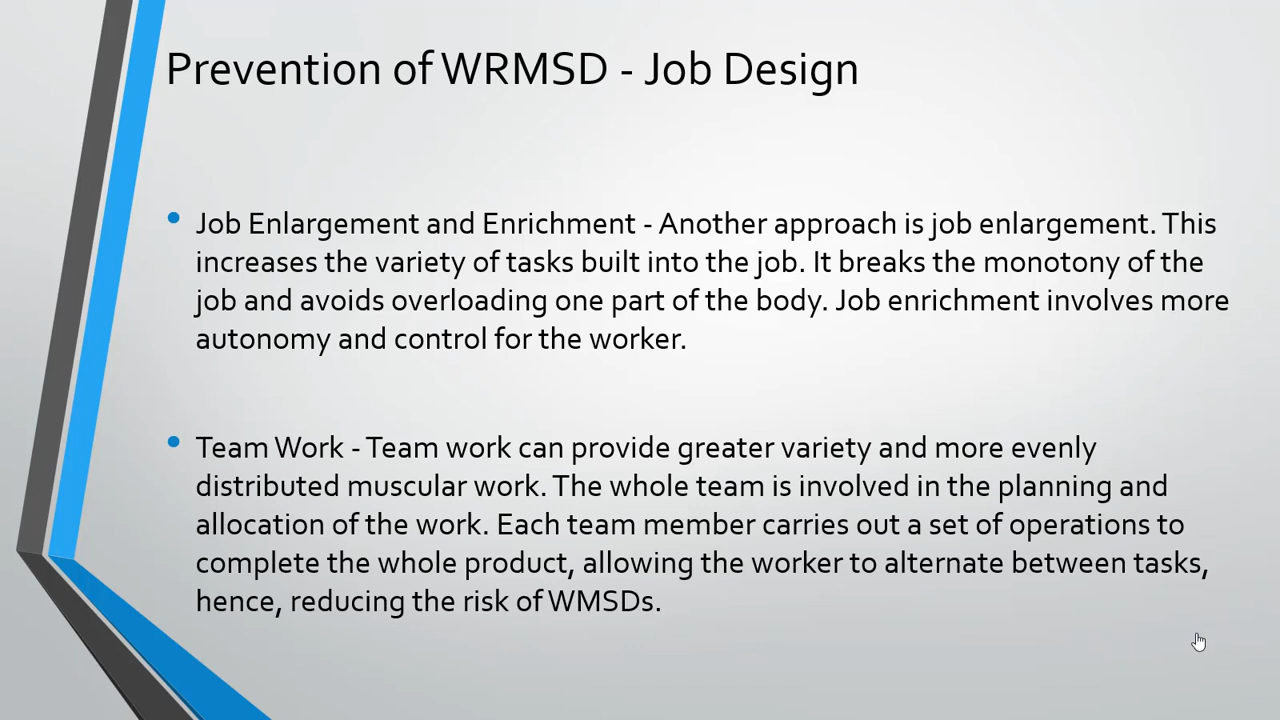 Prevention of WRMSD - Job Design
• Job Enlargement and Enrichment - Another approach is job enlargement. This
increases the variety of tasks built into the job. It breaks the monotony of the
job and avoids overloading one part of the body. Job enrichment involves more
autonomy and control for the worker.
• Team Work - Team work can provide greater variety and more evenly
distributed muscular work. The whole team is involved in the planning and
allocation of the work. Each team member carries out a set of operations to
complete the whole product, allowing the worker to alternate between tasks,
hence, reducing the risk of WMSDs.